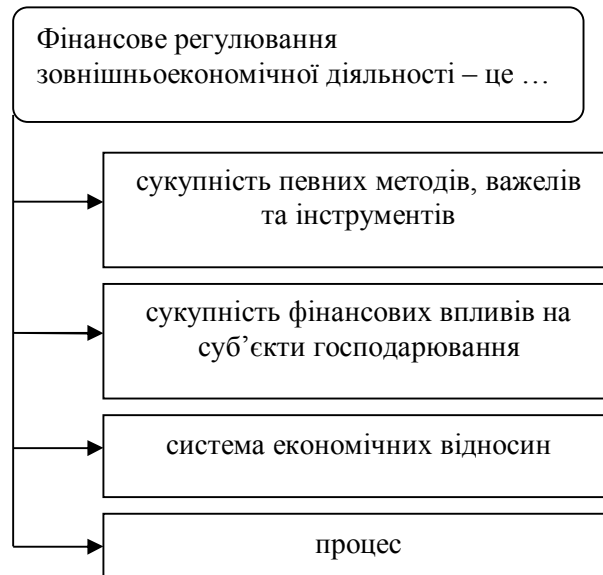 Фінансове регулювання
зовнішньоекономічної діяльності – це …
сукупність певних методів, важелів
та інструментів
сукупність фінансових впливів на
суб’єкти господарювання
система економічних відносин
процес